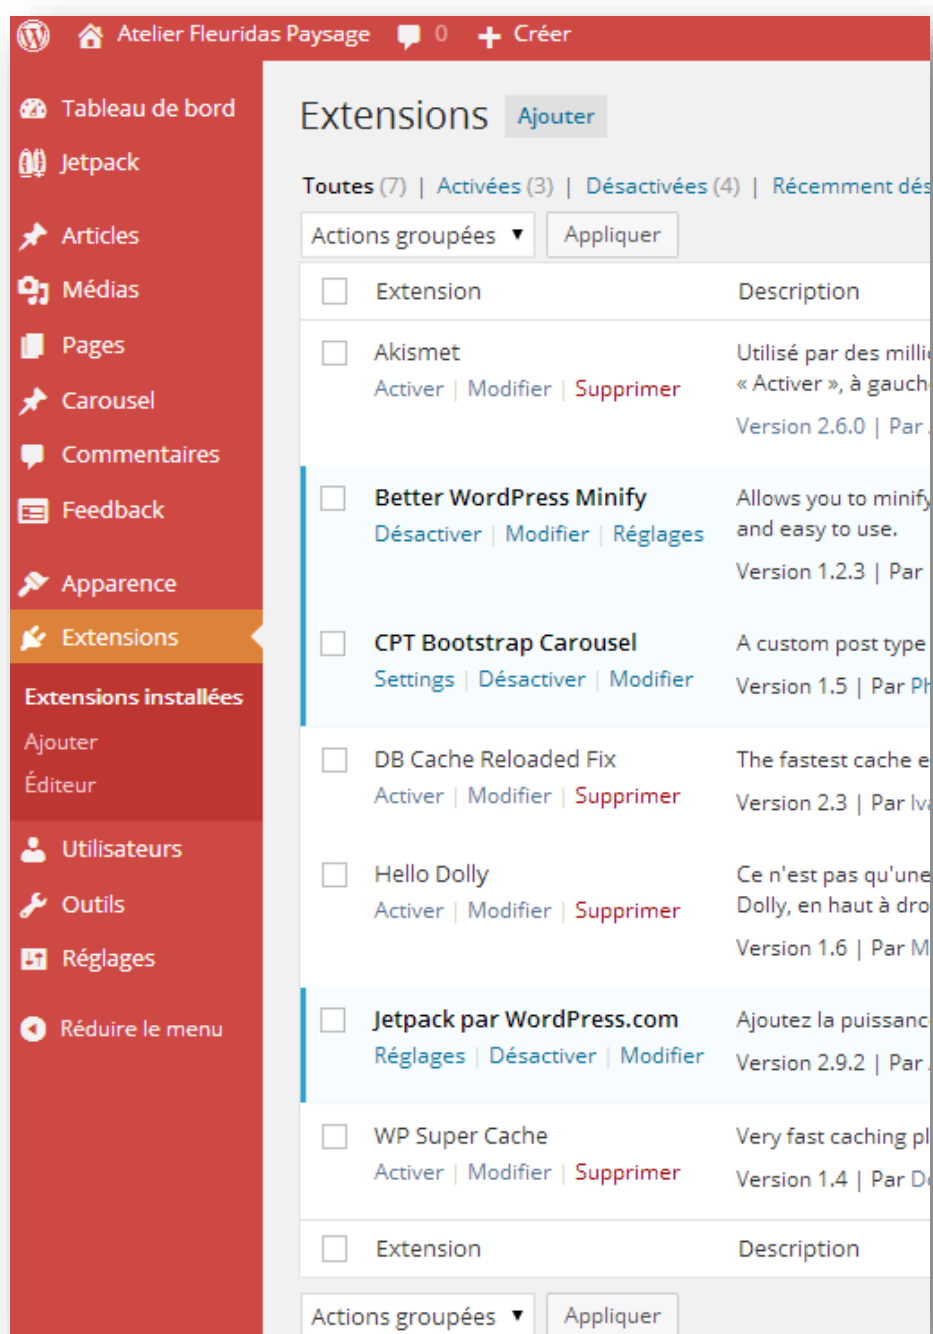 Atelier Fleuridas Paysage 0 + Créer
Tableau de bord
Jetpack
Articles
Médias
Pages
Carousel
Commentaires
Feedback
Apparence
Extensions
Extensions installées
Ajouter
Éditeur
Utilisateurs
Outils
Réglages
Réduire le menu
Extensions Ajouter
Toutes (7) | Activées (3) | Désactivées (4) | Récemment dés
Actions groupées Appliquer
Extension Description
Akismet Utilisé par des milli
Activer | Modifier | Supprimer « Activer », à gauch
Version 2.6.0 | Par
Better WordPress Minify Allows you to minify
Désactiver | Modifier | Réglages and easy to use.
Version 1.2.3 | Par
CPT Bootstrap Carousel A custom post type
Settings | Désactiver | Modifier Version 1.5 | Par Ph
DB Cache Reloaded Fix The fastest cache e
Activer | Modifier | Supprimer Version 2.3 | Par Iv
Hello Dolly Ce n'est pas qu'une
Activer | Modifier | Supprimer Dolly, en haut à dro
Version 1.6 | Par M
Jetpack par WordPress.com Ajoutez la puissanc
Réglages | Désactiver | Modifier Version 2.9.2 | Par
WP Super Cache Very fast caching pl
Activer | Modifier | Supprimer Version 1.4 | Par D
Extension Description
Actions groupées Appliquer